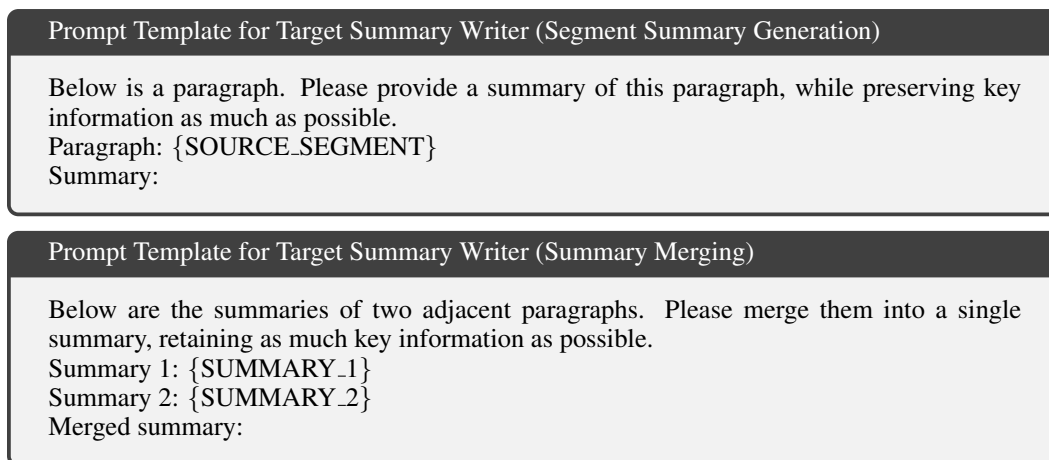 Prompt Template for Target Summary Writer (Segment Summary Generation)
Below is a paragraph. Please provide a summary of this paragraph, while preserving key
information as much as possible.
Paragraph: {SOURCE_SEGMENT}
Summary:
Prompt Template for Target Summary Writer (Summary Merging)
Below are the summaries of two adjacent paragraphs. Please merge them into a single
summary, retaining as much key information as possible.
Summary 1: {SUMMARY_1}
Summary 2: {SUMMARY_2}
Merged summary: